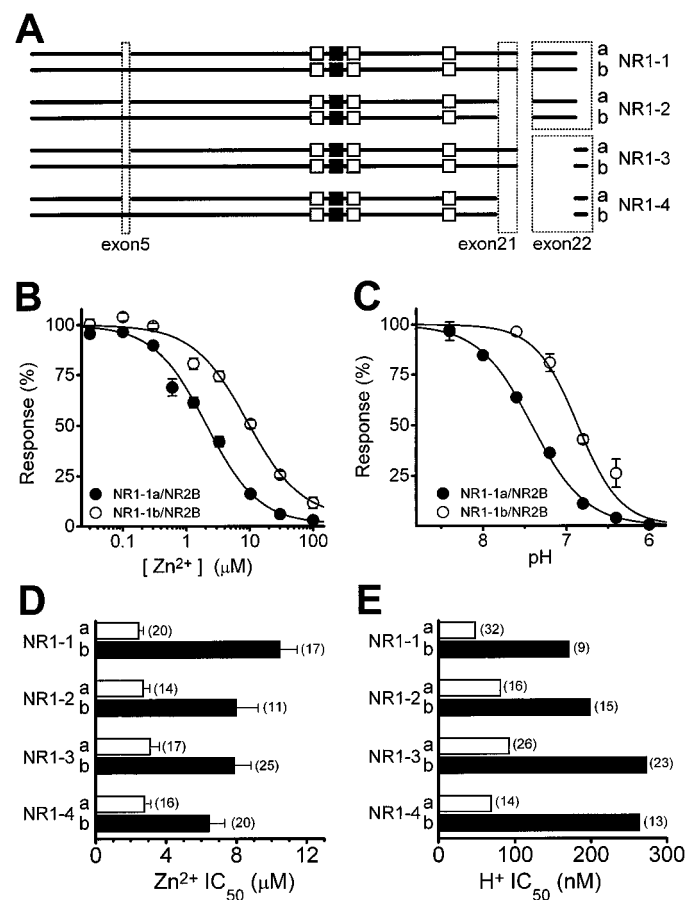 A
a
NR1-1
b
a
NR1-2
b
a
NR1-3
b
a
NR1-4
b
exon5
exon21
exon22
B
Response (%)
100
75
50
25
0
NR1-1a/NR2B
NR1-1b/NR2B
0.1
1
10
100
[ Zn2+ ] (μM)
C
Response (%)
100
75
50
25
NR1-1a/NR2B
NR1-1b/NR2B
8
7
6
pH
D
NR1-1
a
(20)
b
(17)
NR1-2
a
(14)
b
(11)
NR1-3
a
(17)
b
(25)
NR1-4
a
(16)
b
(20)
0
4
8
12
Zn2+ IC50 (μM)
E
NR1-1
a
(32)
b
(9)
NR1-2
a
(16)
b
(15)
NR1-3
a
(26)
b
(23)
NR1-4
a
(14)
b
(13)
0
100
200
300
H+ IC50 (nM)